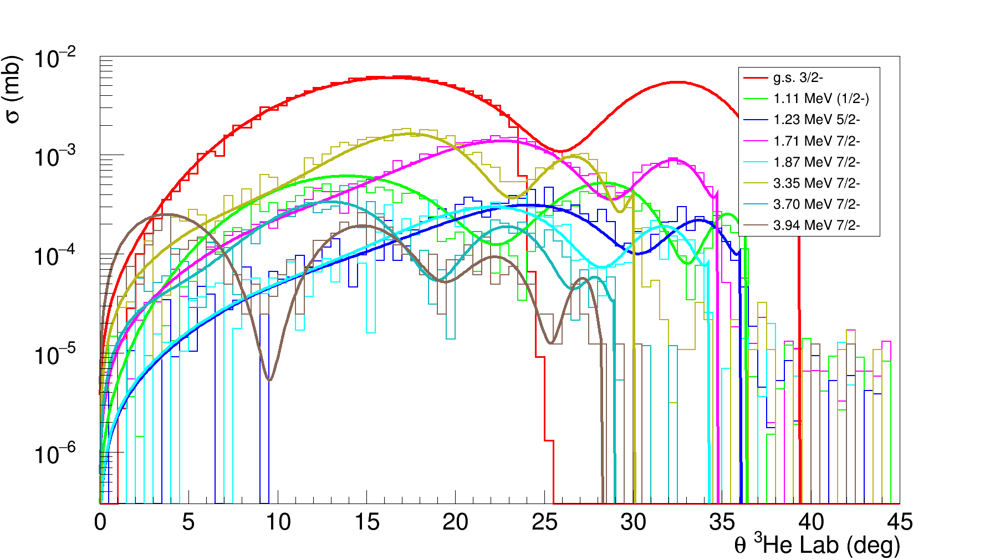 σ (mb)
10⁻²
10⁻³
10⁻⁴
10⁻⁵
10⁻⁶
g.s. 3/2-
1.11 MeV (1/2-)
1.23 MeV 5/2-
1.71 MeV 7/2-
1.87 MeV 7/2-
3.35 MeV 7/2-
3.70 MeV 7/2-
3.94 MeV 7/2-
0 5 10 15 20 25 30 35 40 45
θ ³He Lab (deg)